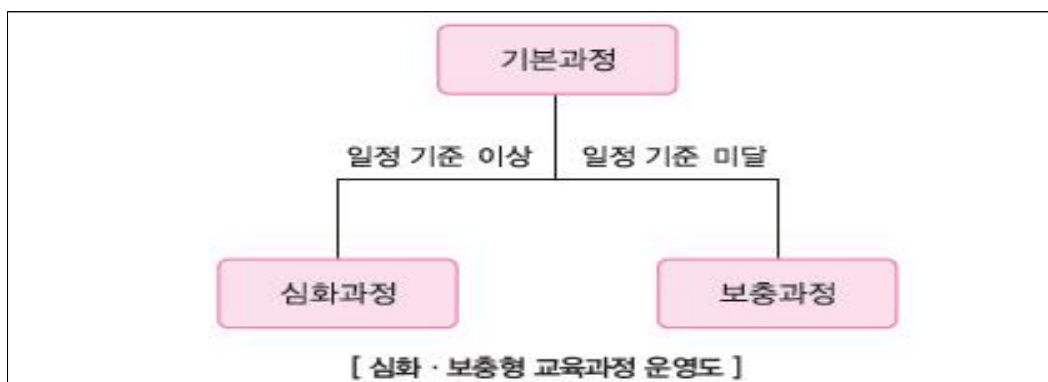 기본과정
일정 기준 이상
일정 기준 미달
심화과정
보충과정
[ 심화 · 보충형 교육과정 운영도 ]